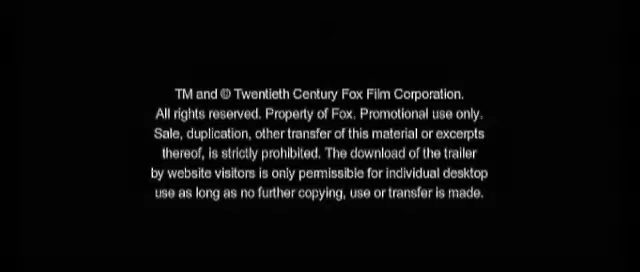 TM and © Twentieth Century Fox Film Corporation.
All rights reserved. Property of Fox. Promotional use only.
Sale, duplication, other transfer of this material or excerpts
thereof, is strictly prohibited. The download of the trailer
by website visitors is only permissible for individual desktop
use as long as no further copying, use or transfer is made.